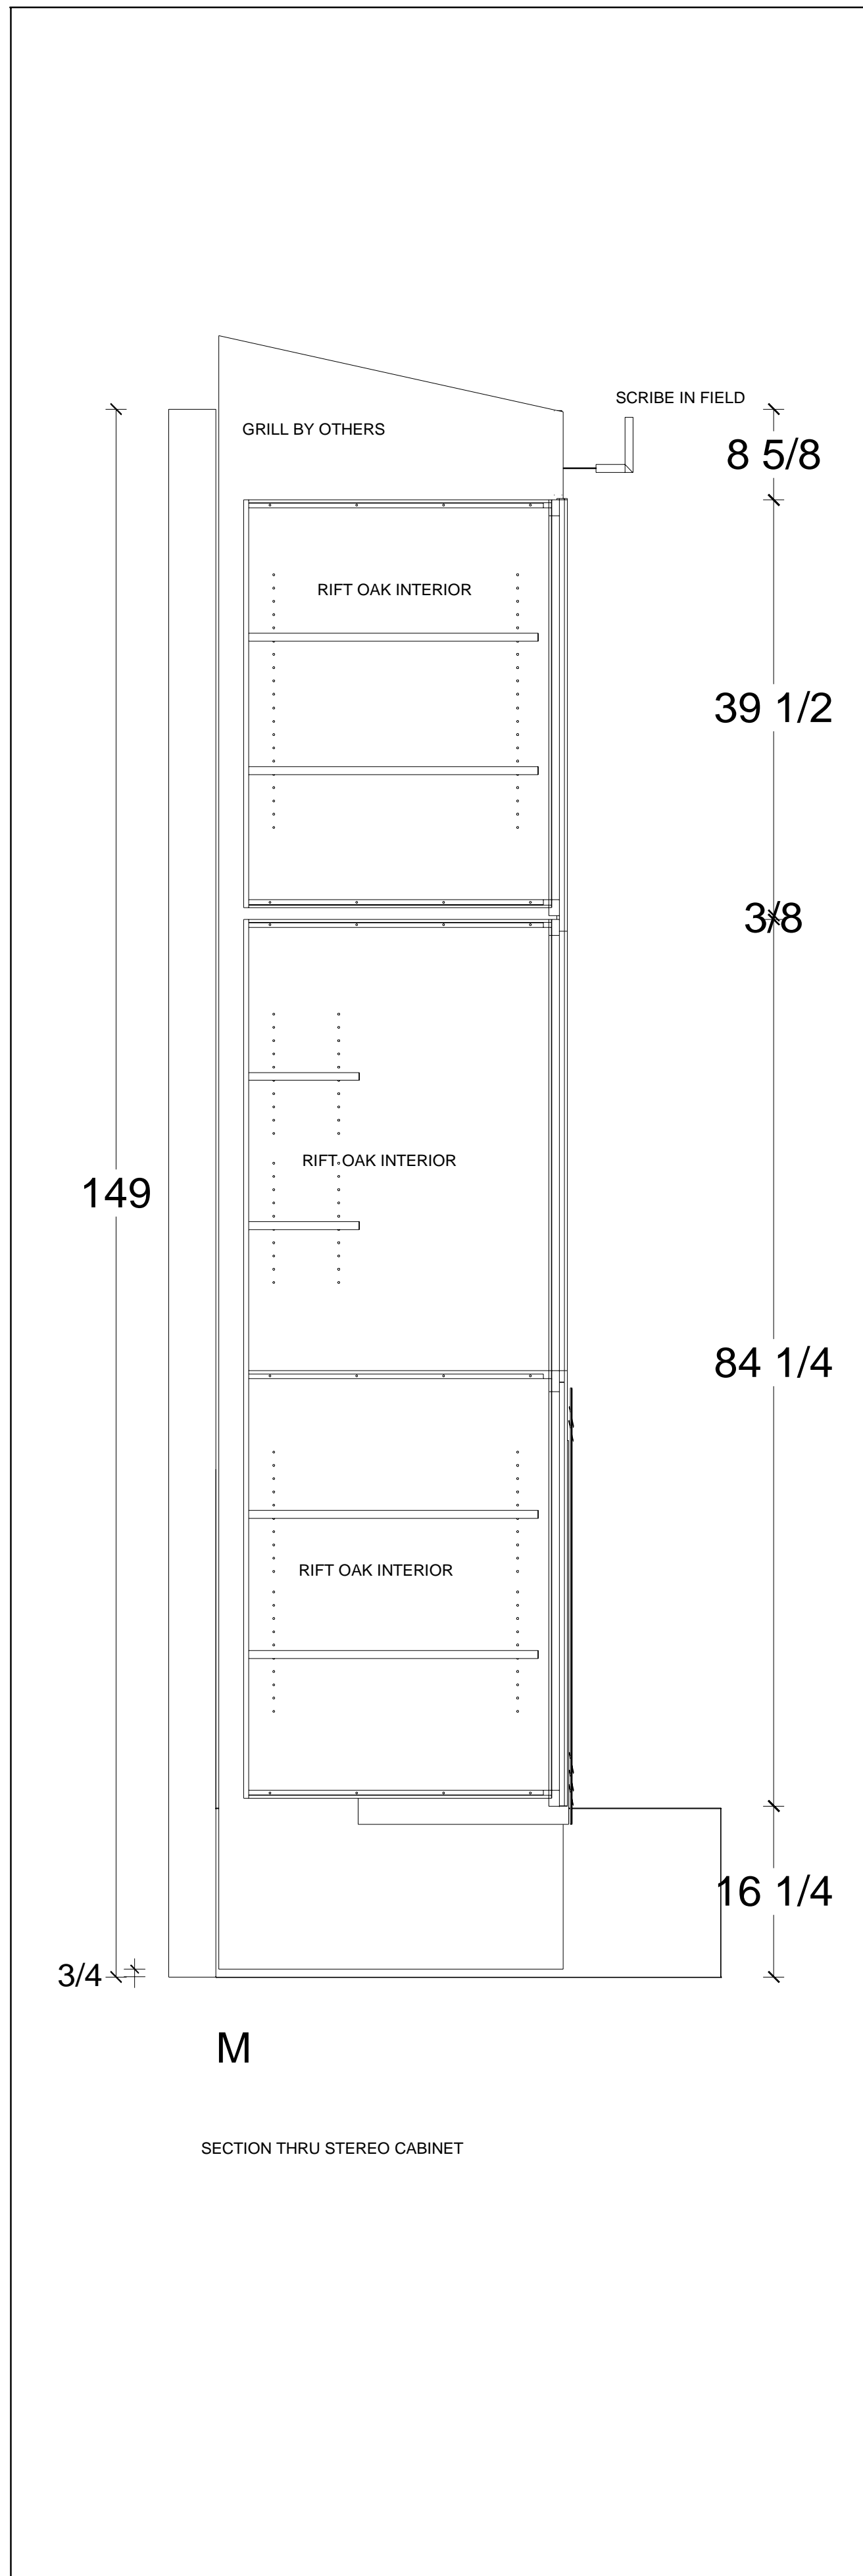 SCRIBE IN FIELD
GRILL BY OTHERS
8 5/8
RIFT OAK INTERIOR
39 1/2
3/8
RIFT OAK INTERIOR
149
84 1/4
RIFT OAK INTERIOR
16 1/4
3/4
M
SECTION THRU STEREO CABINET